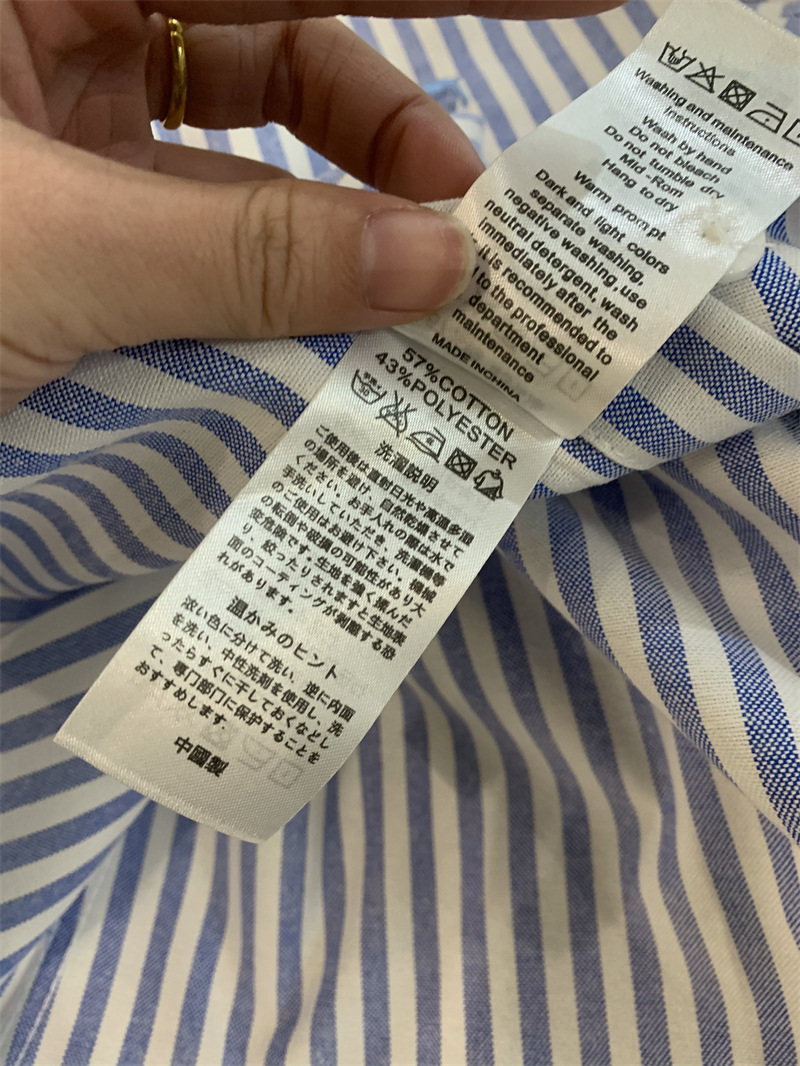 Washing and maintenance
instructions
Wash by hand
Do not bleach
Do not tumble dry
Mid -Rom
Hang to dry
Warm prompt
Dark and light colors
separate washing,
negative washing,use
neutral detergent, wash
immediately after the
it is recommended to
to the professional
department
maintenance
MADE IN CHINA
57%COTTON
43%POLYESTER
洗濯説明
ご使用後は直射日光や高温多湿
の場所を避け、自然乾燥させて
ください。お手入れの際は水で
手洗いしていただき、洗濯機等
のご使用はお避け下さい。機械
の転倒や破損の可能性があり大
変危険です。生地を強く揉んだ
り、絞ったりされますと生地表
面のコーティングが剥離する恐
れがあります。
温かみのヒント
浓い色に分けて洗い、逆に内面
を洗い、中性洗剤を使用し、洗
ったらすぐに干しておくなどし
て、専门部门に保护することを
おすすめします。
中國製